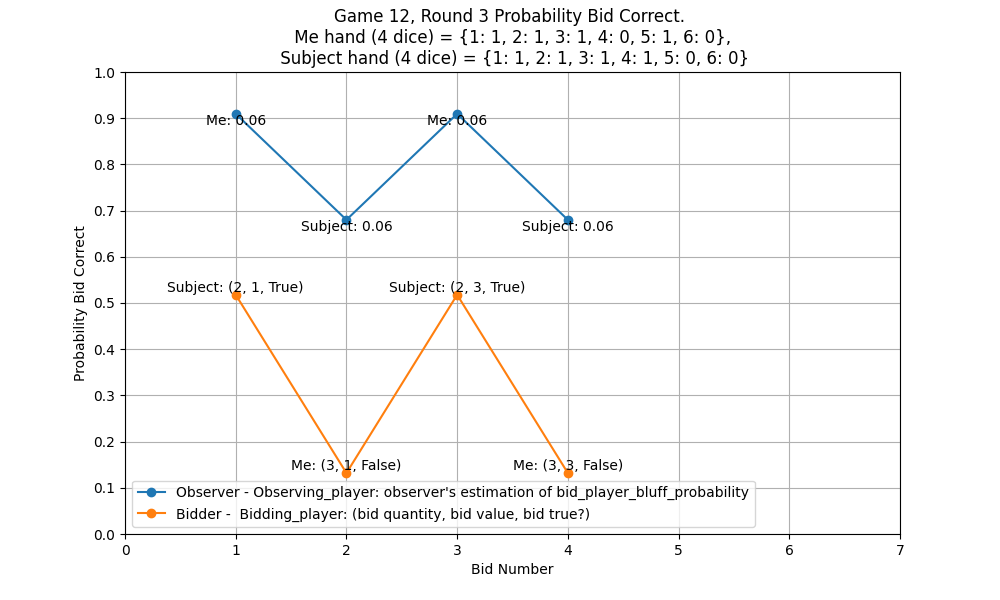 Game 12, Round 3 Probability Bid Correct.
Me hand (4 dice) = {1: 1, 2: 1, 3: 1, 4: 0, 5: 1, 6: 0},
Subject hand (4 dice) = {1: 1, 2: 1, 3: 1, 4: 1, 5: 0, 6: 0}
1.0
0.9
0.8
0.7
0.6
0.5
0.4
0.3
0.2
0.1
0.0
Probability Bid Correct
Me: 0.06
Me: 0.06
Subject: 0.06
Subject: 0.06
Subject: (2, 1, True)
Subject: (2, 3, True)
Me: (3, 1, False)
Me: (3, 3, False)
Observer - Observing_player: observer's estimation of bid_player_bluff_probability
Bidder -  Bidding_player: (bid quantity, bid value, bid true?)
0 1 2 3 4 5 6 7
Bid Number